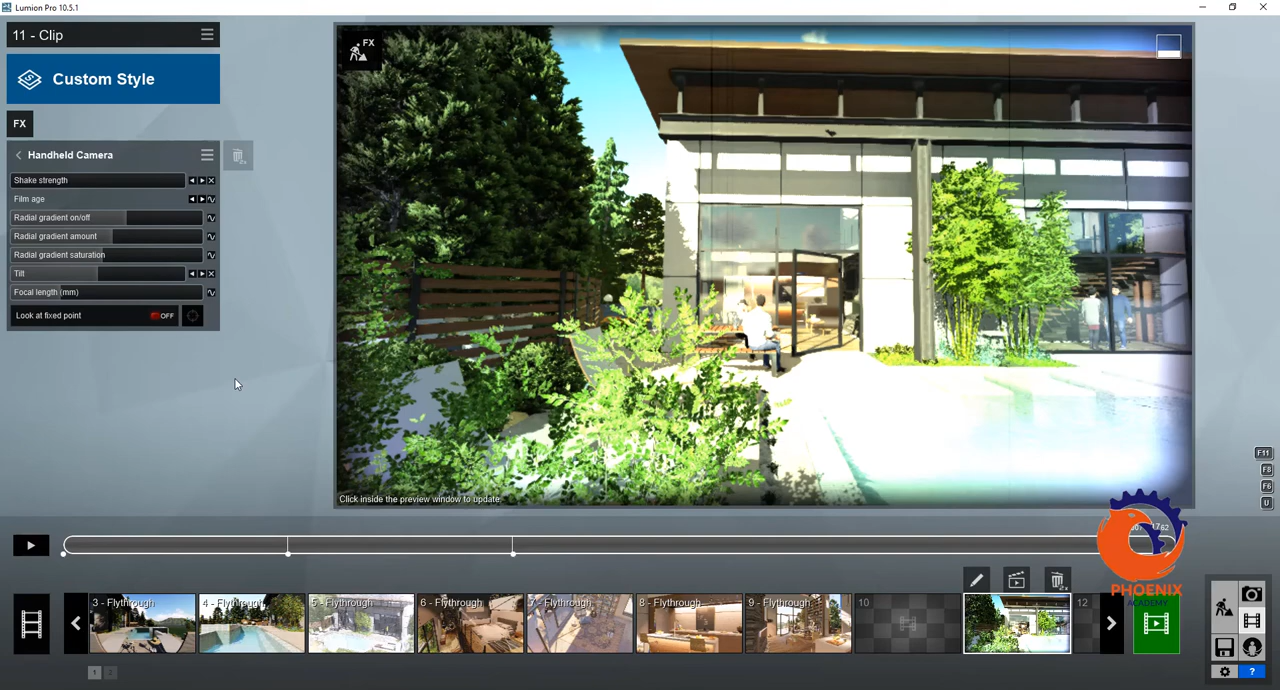 Lumion Pro 10.5.1
11 - Clip
Custom Style
FX
Handheld Camera
Shake strength
Film age
Radial gradient on/off
Radial gradient amount
Radial gradient saturation
Tilt
Focal length (mm)
Look at fixed point OFF
FX
Click inside the preview window to update.
F11
F8
F6
U
PHOENIX
ACADEMY
3 - Flythrough
4 - Flythrough
5 - Flythrough
6 - Flythrough
7 - Flythrough
8 - Flythrough
9 - Flythrough
10
12
1
2
?